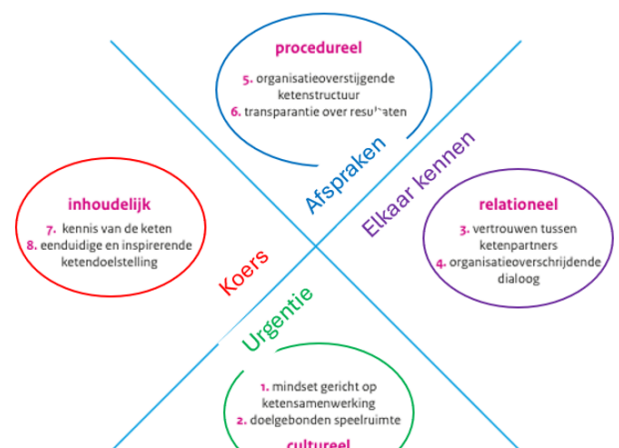 procedureel
5. organisatieoverstijgende
ketenstructuur
6. transparantie over resultaten
Afspraken
Elkaar kennen
inhoudelijk
7. kennis van de keten
8. eenduidige en inspirerende
ketendoelstelling
relationeel
3. vertrouwen tussen
ketenpartners
4. organisatieoverschrijdende
dialoog
Koers
Urgentie
1. mindset gericht op
ketensamenwerking
2. doelgebonden speelruimte
cultureel